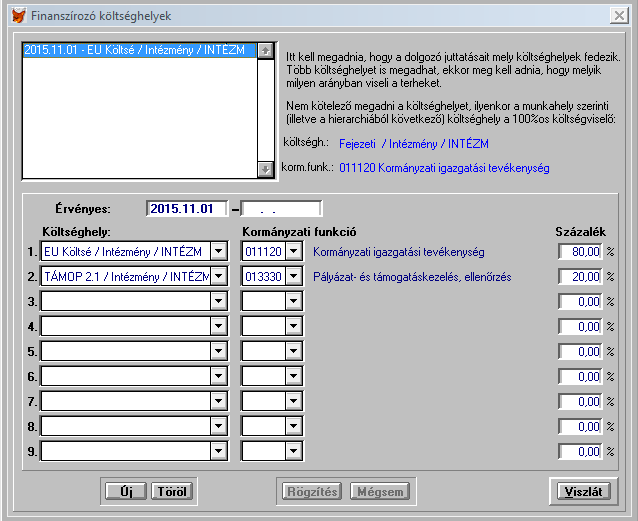 Finanszírozó költséghelyek
2015.11.01 - EU Költsé / Intézmény / INTÉZM
Itt kell megadnia, hogy a dolgozó juttatásait mely költséghelyek fedezik.
Több költséghelyet is megadhat, ekkor meg kell adnia, hogy melyik
milyen arányban viseli a terheket.
Nem kötelező megadni a költséghelyet, ilyenkor a munkahely szerinti
(illetve a hierarchiából következő) költséghely a 100%os költségviselő:
költségh.: Fejezeti / Intézmény / INTÉZM
korm.funk.: 011120 Kormányzati igazgatási tevékenység
Érvényes: 2015.11.01 – . .
Költséghely: Kormányzati funkció Százalék
1. EU Költsé / Intézmény / INTÉZM 011120 Kormányzati igazgatási tevékenység 80,00 %
2. TÁMOP 2.1 / Intézmény / INTÉZM 013330 Pályázat- és támogatáskezelés, ellenőrzés 20,00 %
3. 0,00 %
4. 0,00 %
5. 0,00 %
6. 0,00 %
7. 0,00 %
8. 0,00 %
9. 0,00 %
Új Töröl Rögzítés Mégsem Viszlát